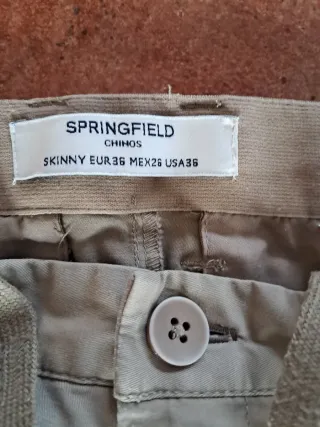 SPRINGFIELD
CHINOS
SKINNY EUR36 MEX26 USA36